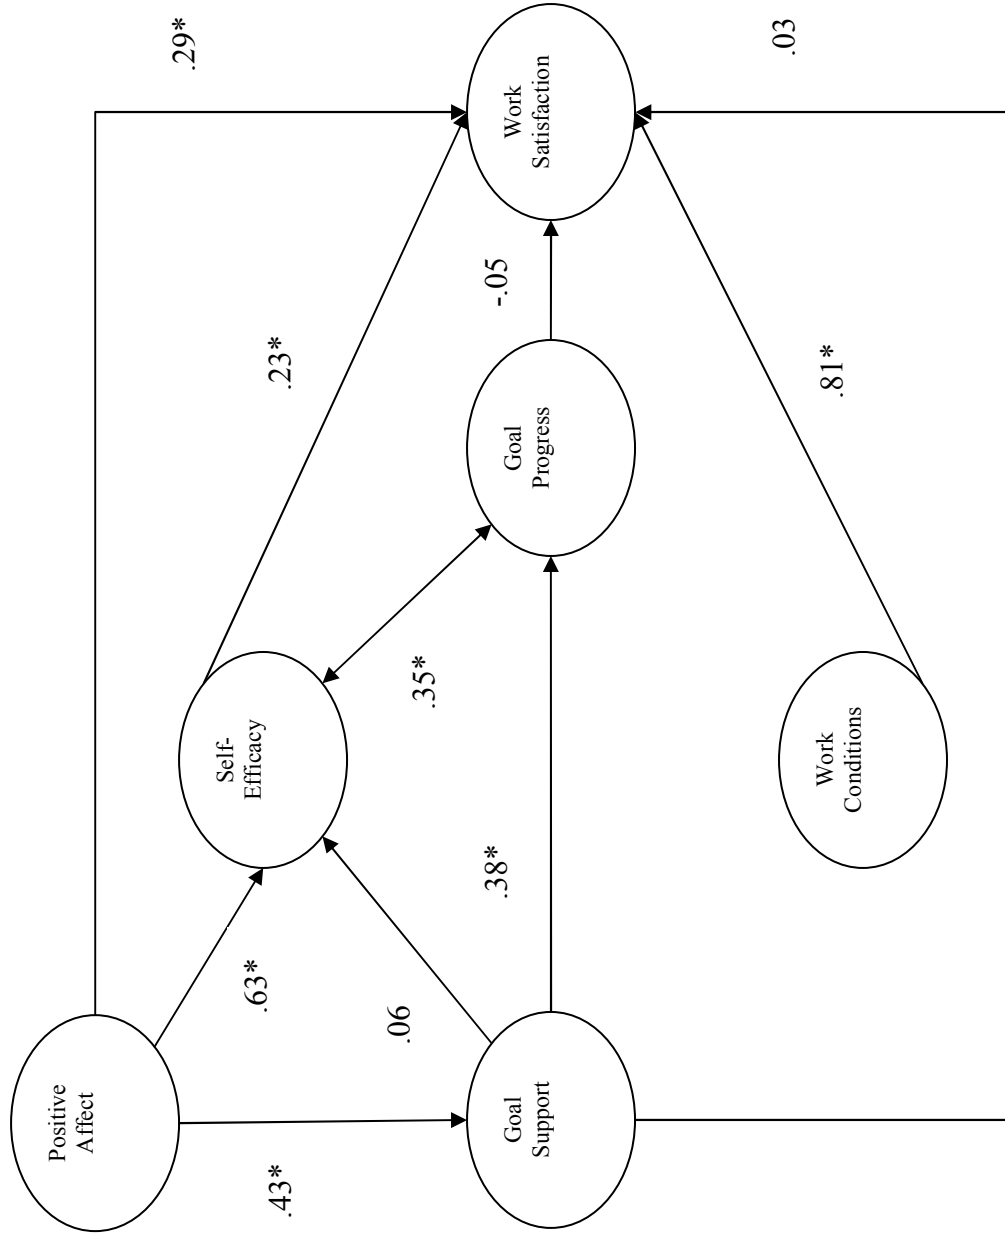 Positive
Affect
.29*
.43*
.63*
Self-
Efficacy
.23*
.06
.35*
Goal
Support
.38*
Goal
Progress
-.05
Work
Satisfaction
Work
Conditions
.81*
.03